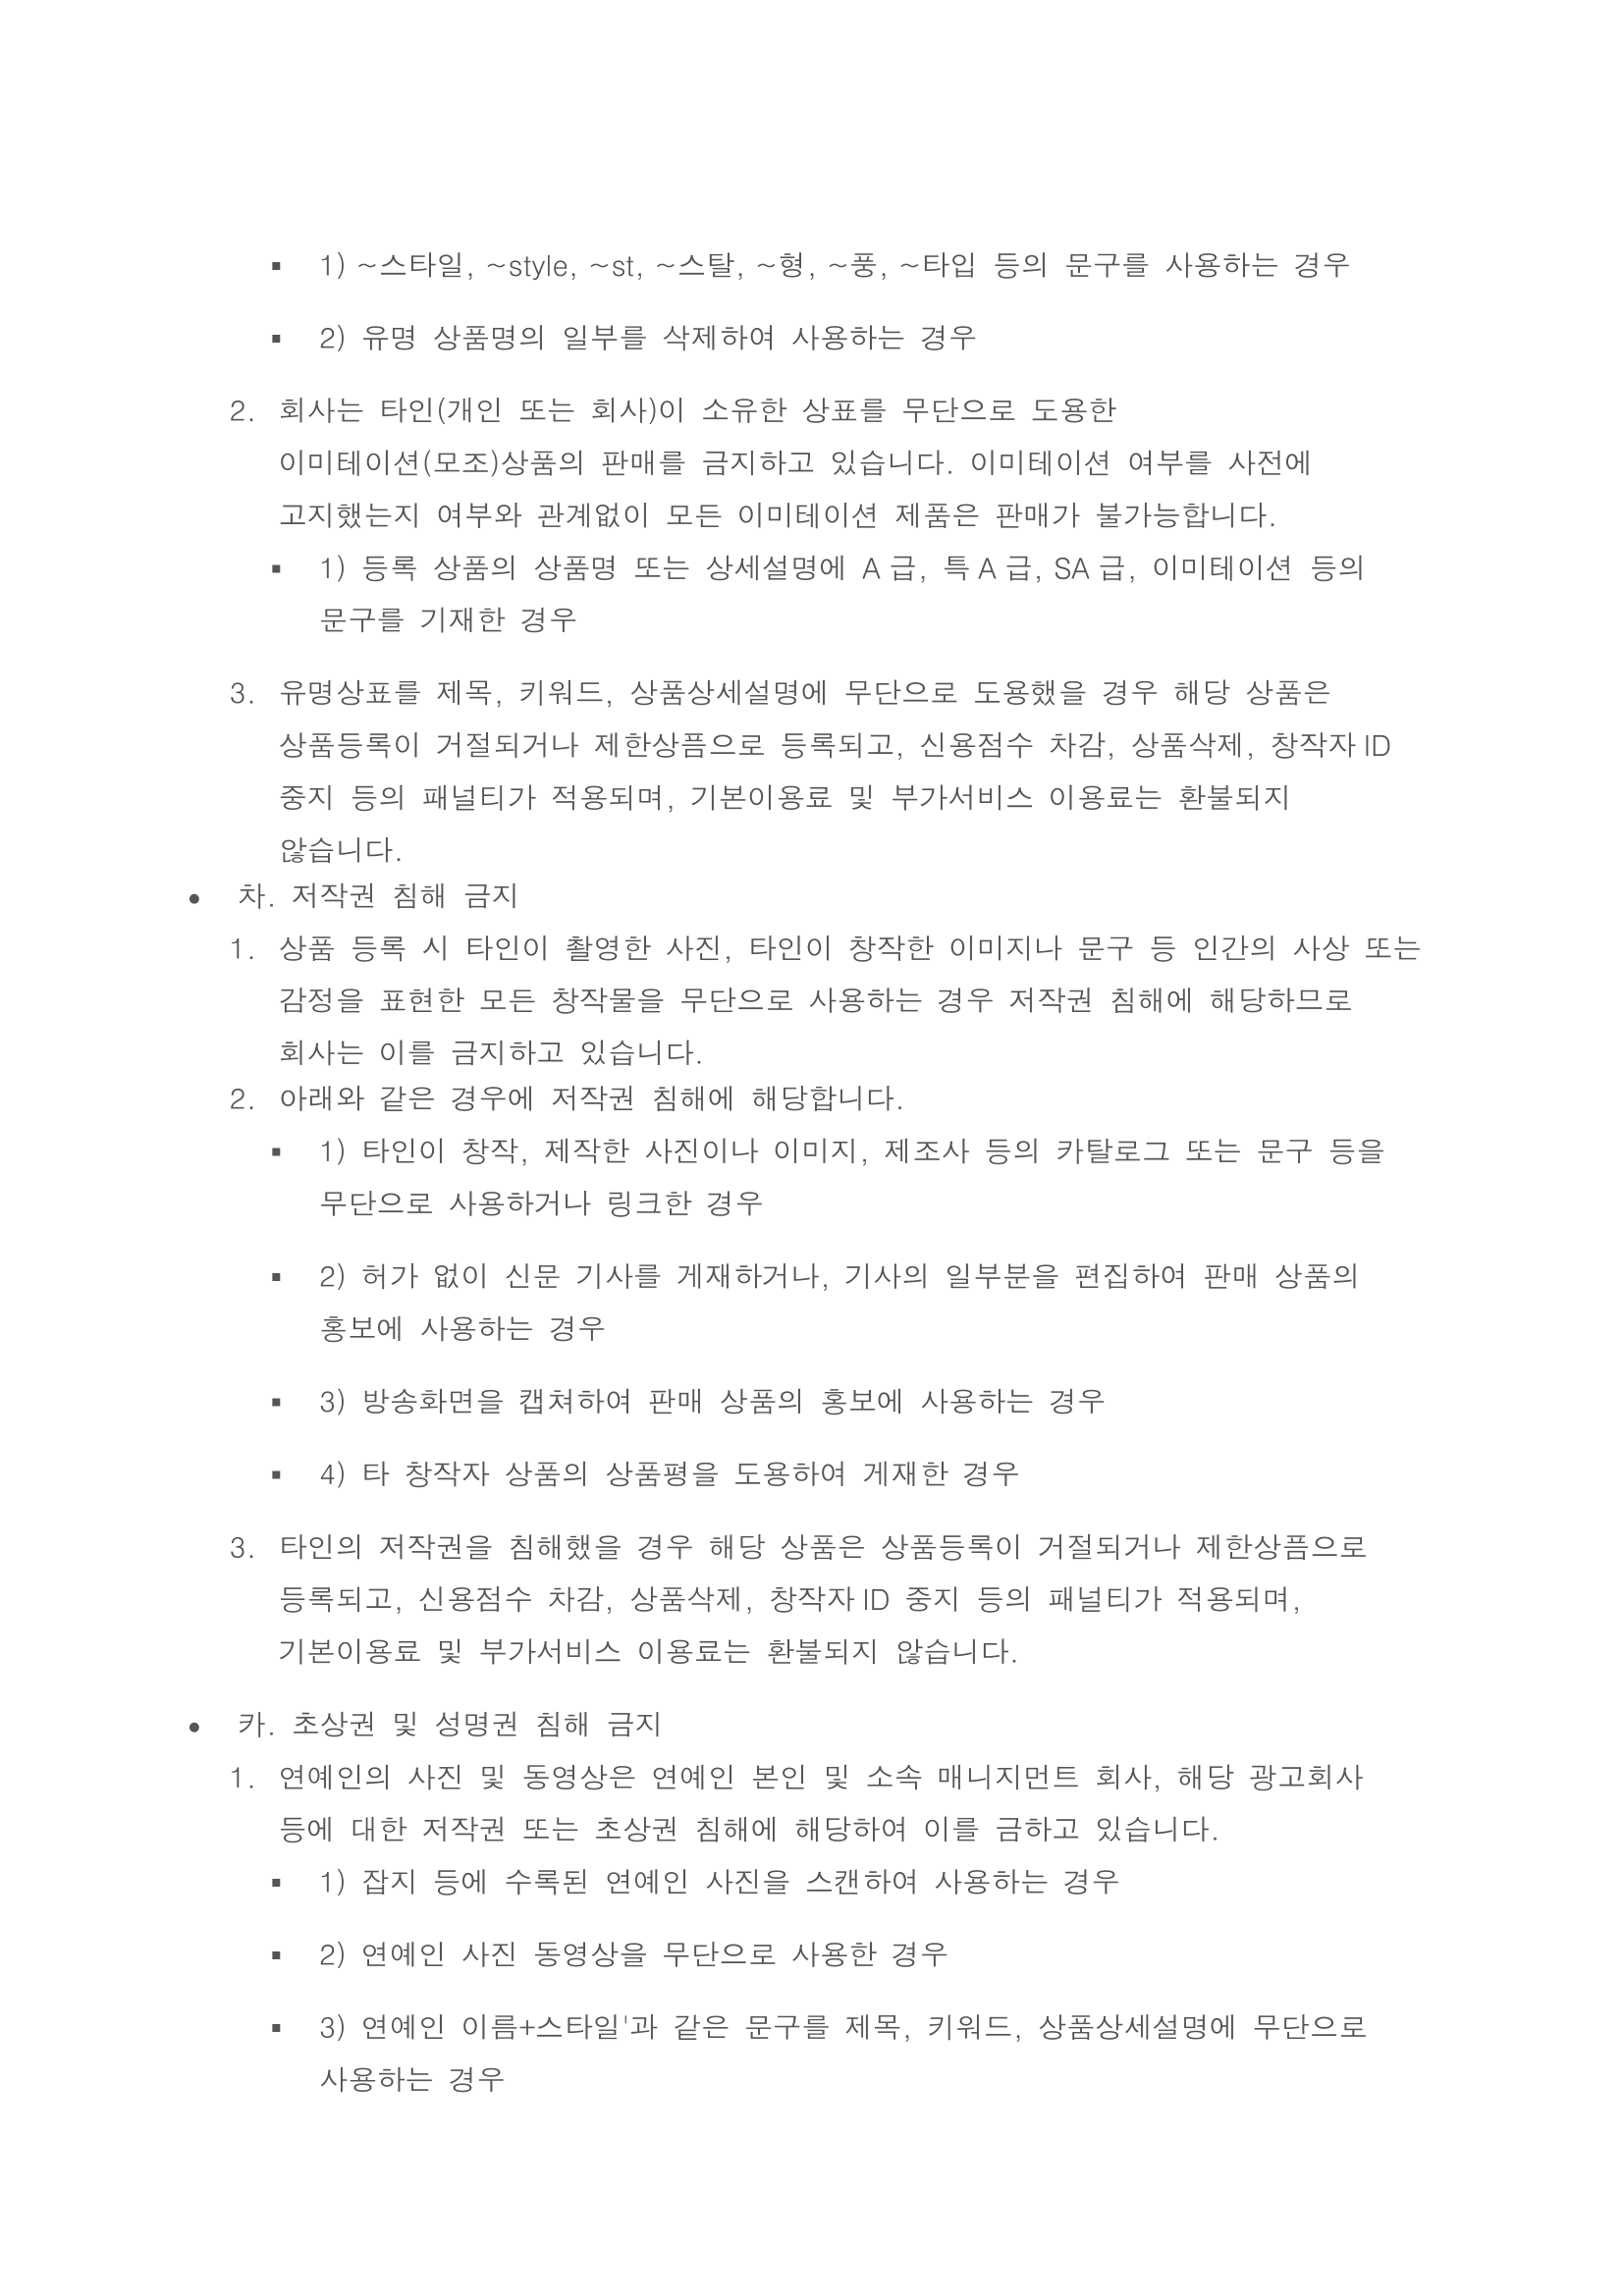 ▪ 1) ~스타일, ~style, ~st, ~스탈, ~형, ~풍, ~타입 등의 문구를 사용하는 경우
▪ 2) 유명 상품명의 일부를 삭제하여 사용하는 경우
2. 회사는 타인(개인 또는 회사)이 소유한 상표를 무단으로 도용한
이미테이션(모조)상품의 판매를 금지하고 있습니다. 이미테이션 여부를 사전에
고지했는지 여부와 관계없이 모든 이미테이션 제품은 판매가 불가능합니다.
▪ 1) 등록 상품의 상품명 또는 상세설명에 A 급, 특 A 급, SA 급, 이미테이션 등의
문구를 기재한 경우
3. 유명상표를 제목, 키워드, 상품상세설명에 무단으로 도용했을 경우 해당 상품은
상품등록이 거절되거나 제한상픔으로 등록되고, 신용점수 차감, 상품삭제, 창작자 ID
중지 등의 패널티가 적용되며, 기본이용료 및 부가서비스 이용료는 환불되지
않습니다.
• 차. 저작권 침해 금지
1. 상품 등록 시 타인이 촬영한 사진, 타인이 창작한 이미지나 문구 등 인간의 사상 또는
감정을 표현한 모든 창작물을 무단으로 사용하는 경우 저작권 침해에 해당하므로
회사는 이를 금지하고 있습니다.
2. 아래와 같은 경우에 저작권 침해에 해당합니다.
▪ 1) 타인이 창작, 제작한 사진이나 이미지, 제조사 등의 카탈로그 또는 문구 등을
무단으로 사용하거나 링크한 경우
▪ 2) 허가 없이 신문 기사를 게재하거나, 기사의 일부분을 편집하여 판매 상품의
홍보에 사용하는 경우
▪ 3) 방송화면을 캡쳐하여 판매 상품의 홍보에 사용하는 경우
▪ 4) 타 창작자 상품의 상품평을 도용하여 게재한 경우
3. 타인의 저작권을 침해했을 경우 해당 상품은 상품등록이 거절되거나 제한상픔으로
등록되고, 신용점수 차감, 상품삭제, 창작자 ID 중지 등의 패널티가 적용되며,
기본이용료 및 부가서비스 이용료는 환불되지 않습니다.
• 카. 초상권 및 성명권 침해 금지
1. 연예인의 사진 및 동영상은 연예인 본인 및 소속 매니지먼트 회사, 해당 광고회사
등에 대한 저작권 또는 초상권 침해에 해당하여 이를 금하고 있습니다.
▪ 1) 잡지 등에 수록된 연예인 사진을 스캔하여 사용하는 경우
▪ 2) 연예인 사진 동영상을 무단으로 사용한 경우
▪ 3) 연예인 이름+스타일'과 같은 문구를 제목, 키워드, 상품상세설명에 무단으로
사용하는 경우